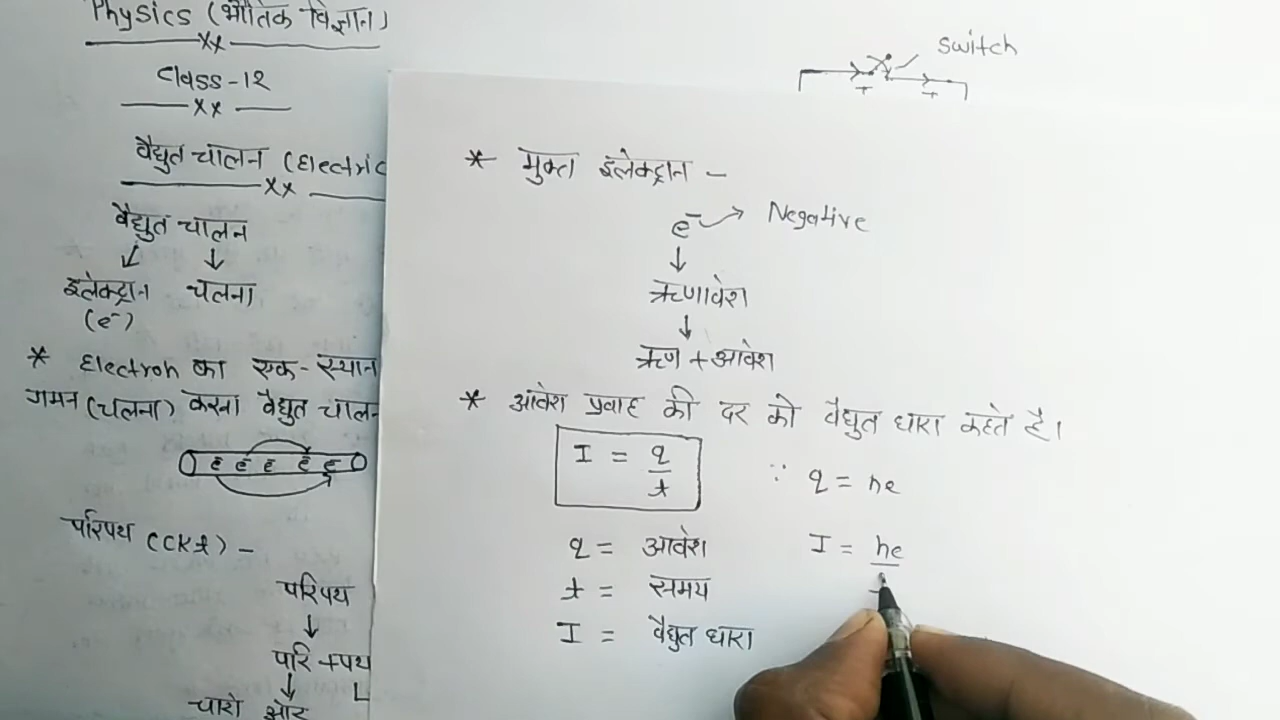 Physics (भौतिक विज्ञान)
Class-12
वैद्युत चालन (Electric
वैद्युत चालन
इलेक्ट्रान चलना
(e⁻)
* Electron का एक-स्थान
गमन (चलना) करना वैद्युत चालन
e e e e e
परिपथ (CKt) -
परिपथ
परि + पथ
चारो ओर
switch
I I
* मुक्त इलेक्ट्रान -
e⁻ → Negative
↓
ऋणावेश
↓
ऋण + आवेश
* आवेश प्रवाह की दर को वैद्युत धारा कहते है।
I = q/t
∵ q = ne
q = आवेश
I = ne
t = समय
I = वैद्युत धारा